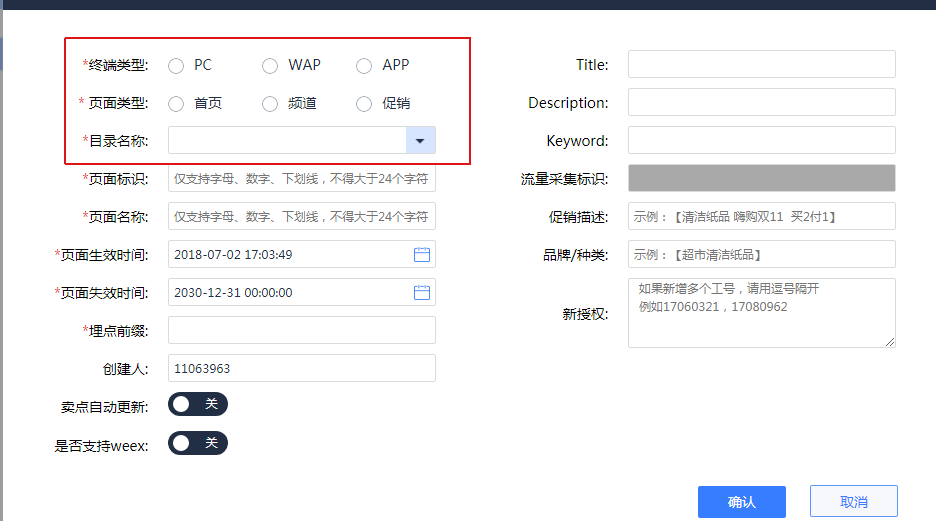 *终端类型: PC WAP APP
* 页面类型: 首页 频道 促销
*目录名称:
*页面标识: 仅支持字母、数字、下划线，不得大于24个字符
*页面名称: 仅支持字母、数字、下划线，不得大于24个字符
*页面生效时间: 2018-07-02 17:03:49
*页面失效时间: 2030-12-31 00:00:00
*埋点前缀:
创建人: 11063963
卖点自动更新: 关
是否支持weex: 关
Title:
Description:
Keyword:
流量采集标识:
促销描述: 示例：【清洁纸品 嗨购双11 买2付1】
品牌/种类: 示例：【超市清洁纸品】
新授权: 如果新增多个工号，请用逗号隔开
例如17060321，17080962
确认 取消